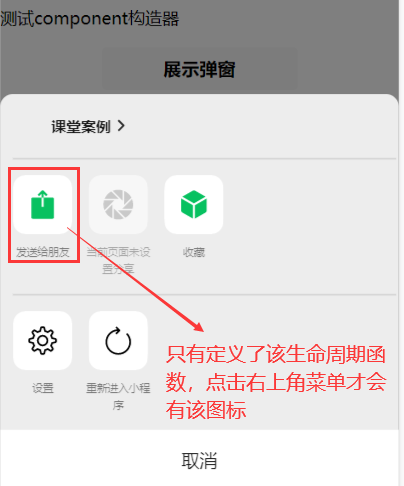 测试component构造器
展示弹窗
课堂案例
发送给朋友
当前页面未设
置分享
收藏
设置
重新进入小程
序
只有定义了该生命周期函
数，点击右上角菜单才会
有该图标
取消